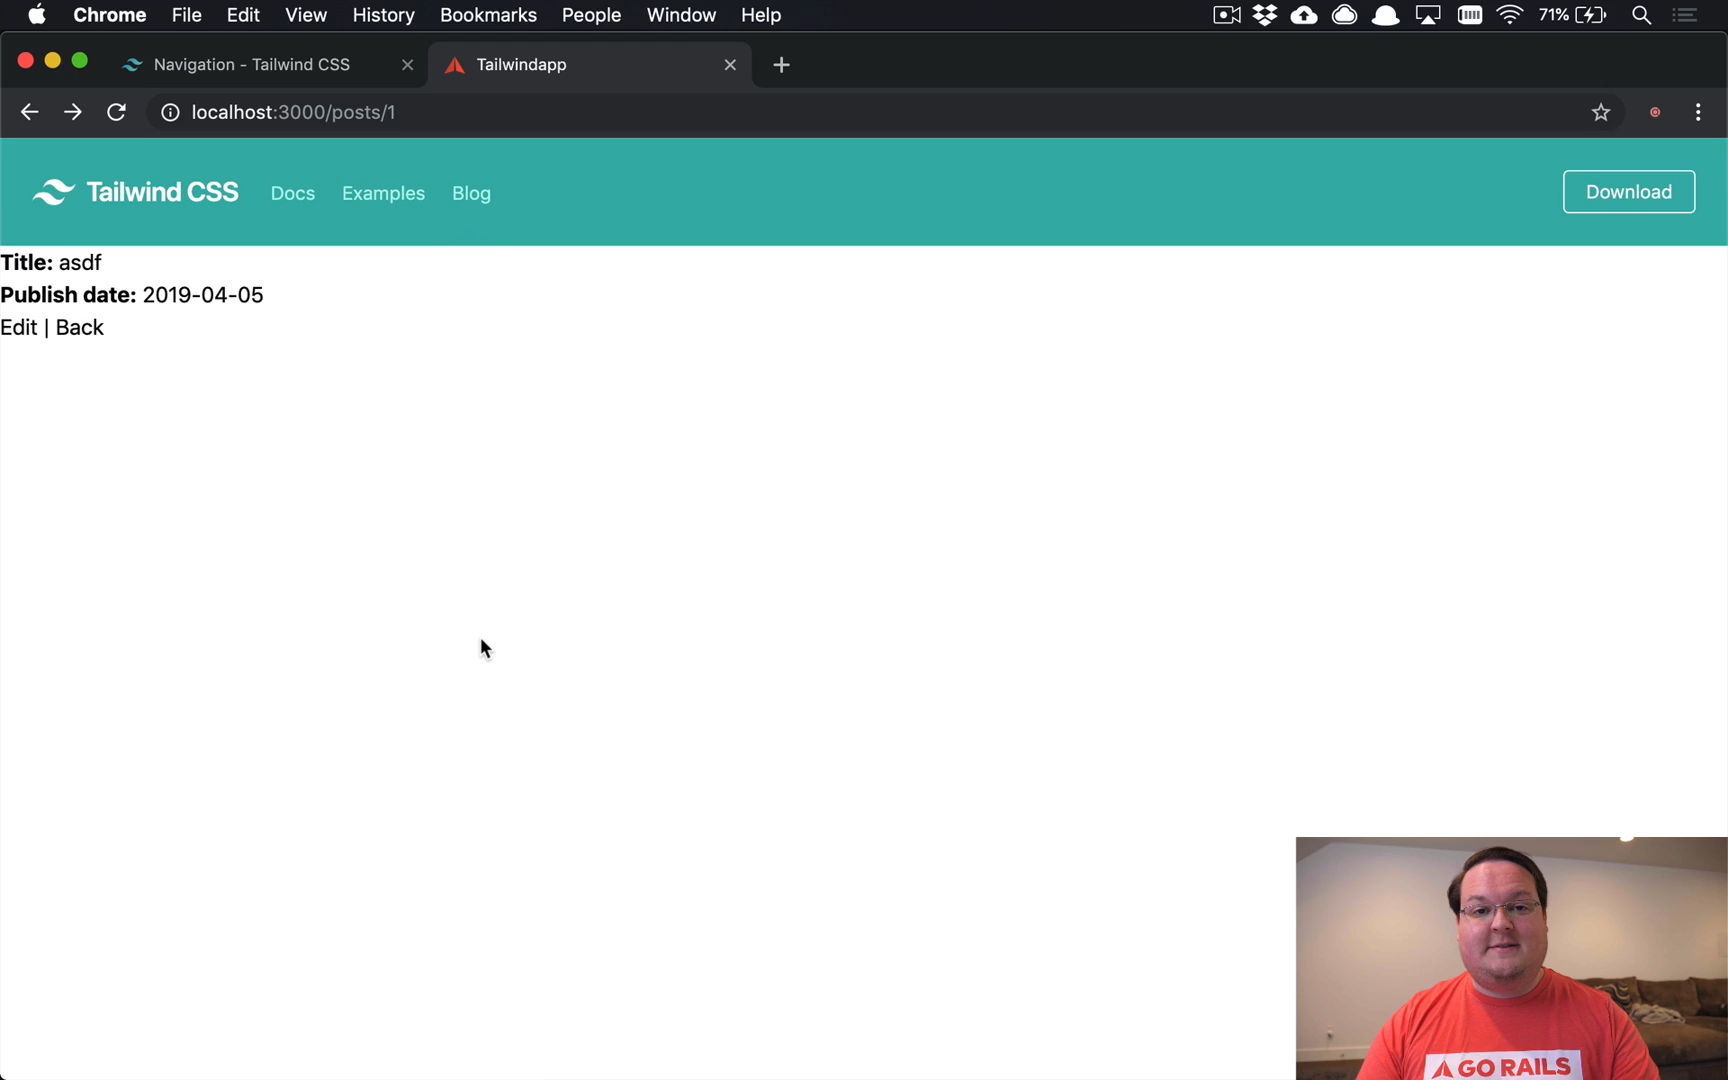 Chrome File Edit View History Bookmarks People Window Help 71%
Navigation - Tailwind CSS Tailwindapp
localhost:3000/posts/1
Tailwind CSS Docs Examples Blog Download
Title: asdf
Publish date: 2019-04-05
Edit | Back
GO RAILS